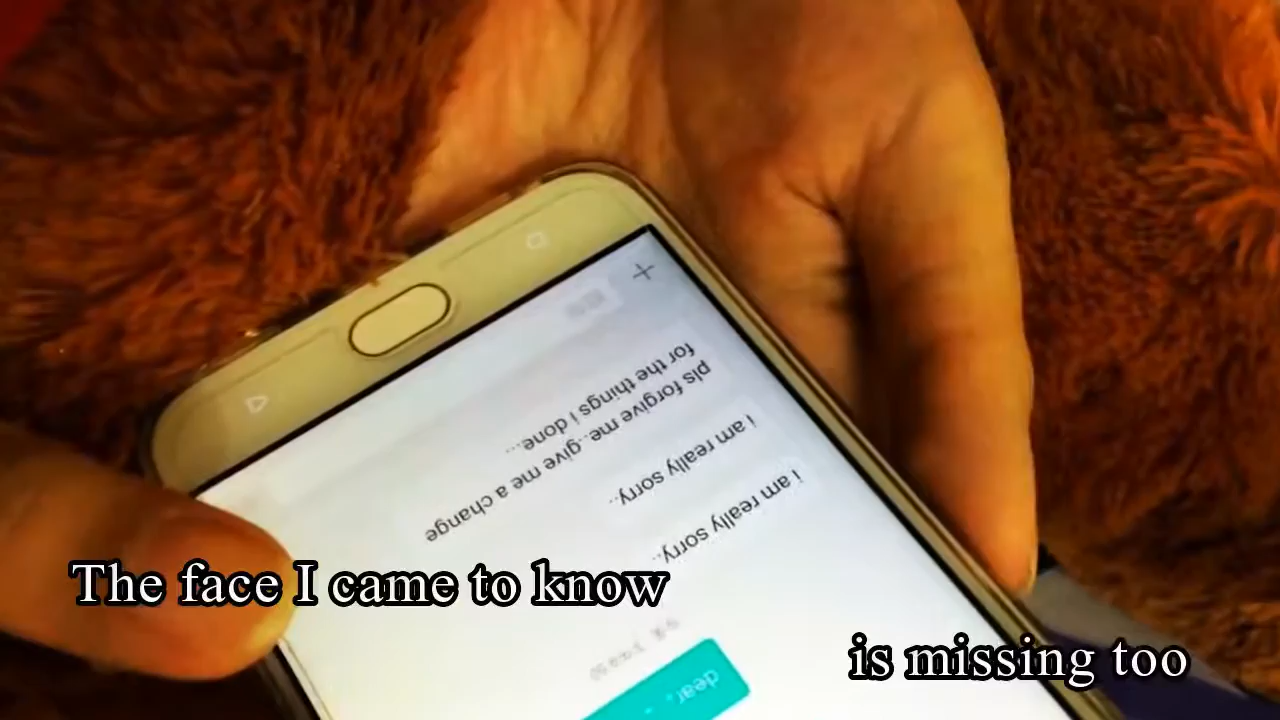 dear,
i am really sorry..
i am really sorry..
pls forgive me..give me a change
for the things i done...
The face I came to know
is missing too